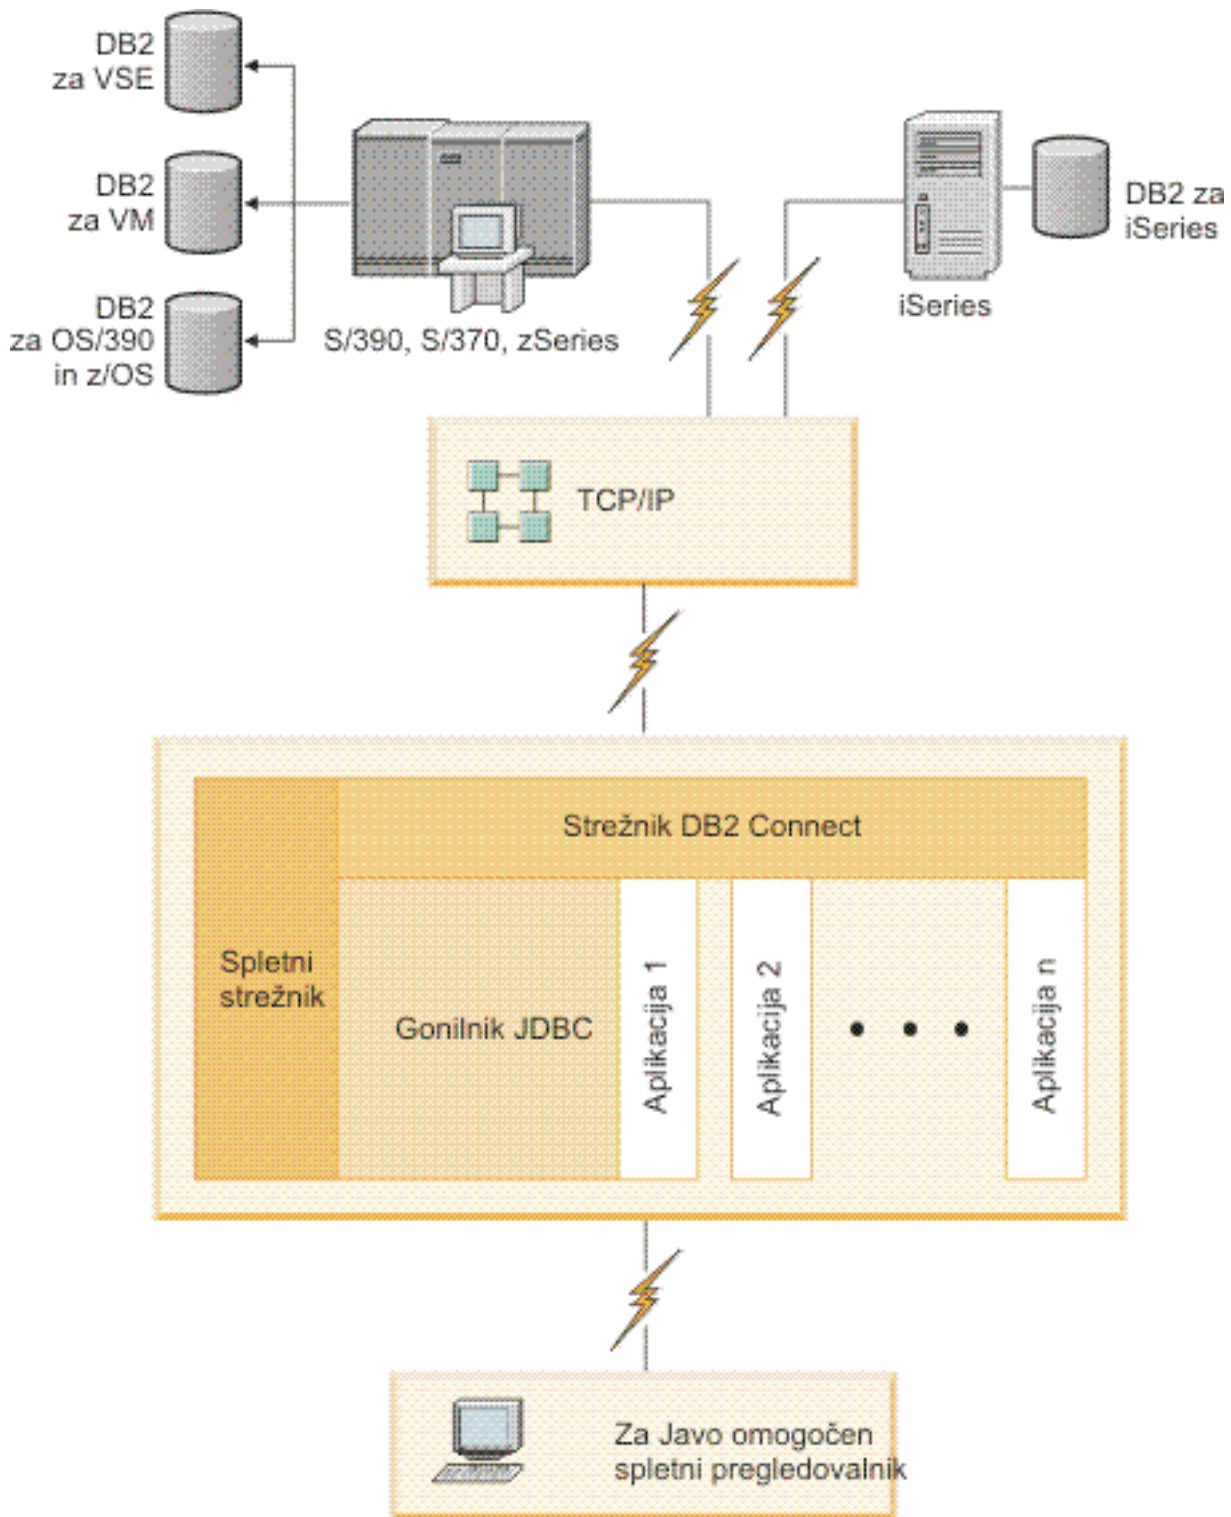 DB2
za VSE
DB2
za VM
DB2
za OS/390
in z/OS
S/390, S/370, zSeries
iSeries
DB2 za
iSeries
TCP/IP
Strežnik DB2 Connect
Spletni
strežnik
Gonilnik JDBC
Aplikacija 1
Aplikacija 2
Aplikacija n
Za Javo omogočen
spletni pregledovalnik